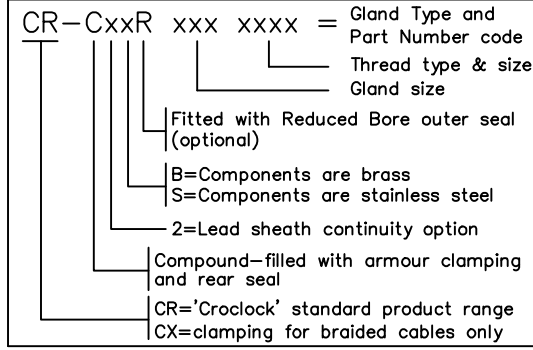 CR-CxxR xxx xxxx = Gland Type and
Part Number code
Thread type & size
Gland size
Fitted with Reduced Bore outer seal
(optional)
B=Components are brass
S=Components are stainless steel
2=Lead sheath continuity option
Compound-filled with armour clamping
and rear seal
CR='Croclock' standard product range
CX=clamping for braided cables only